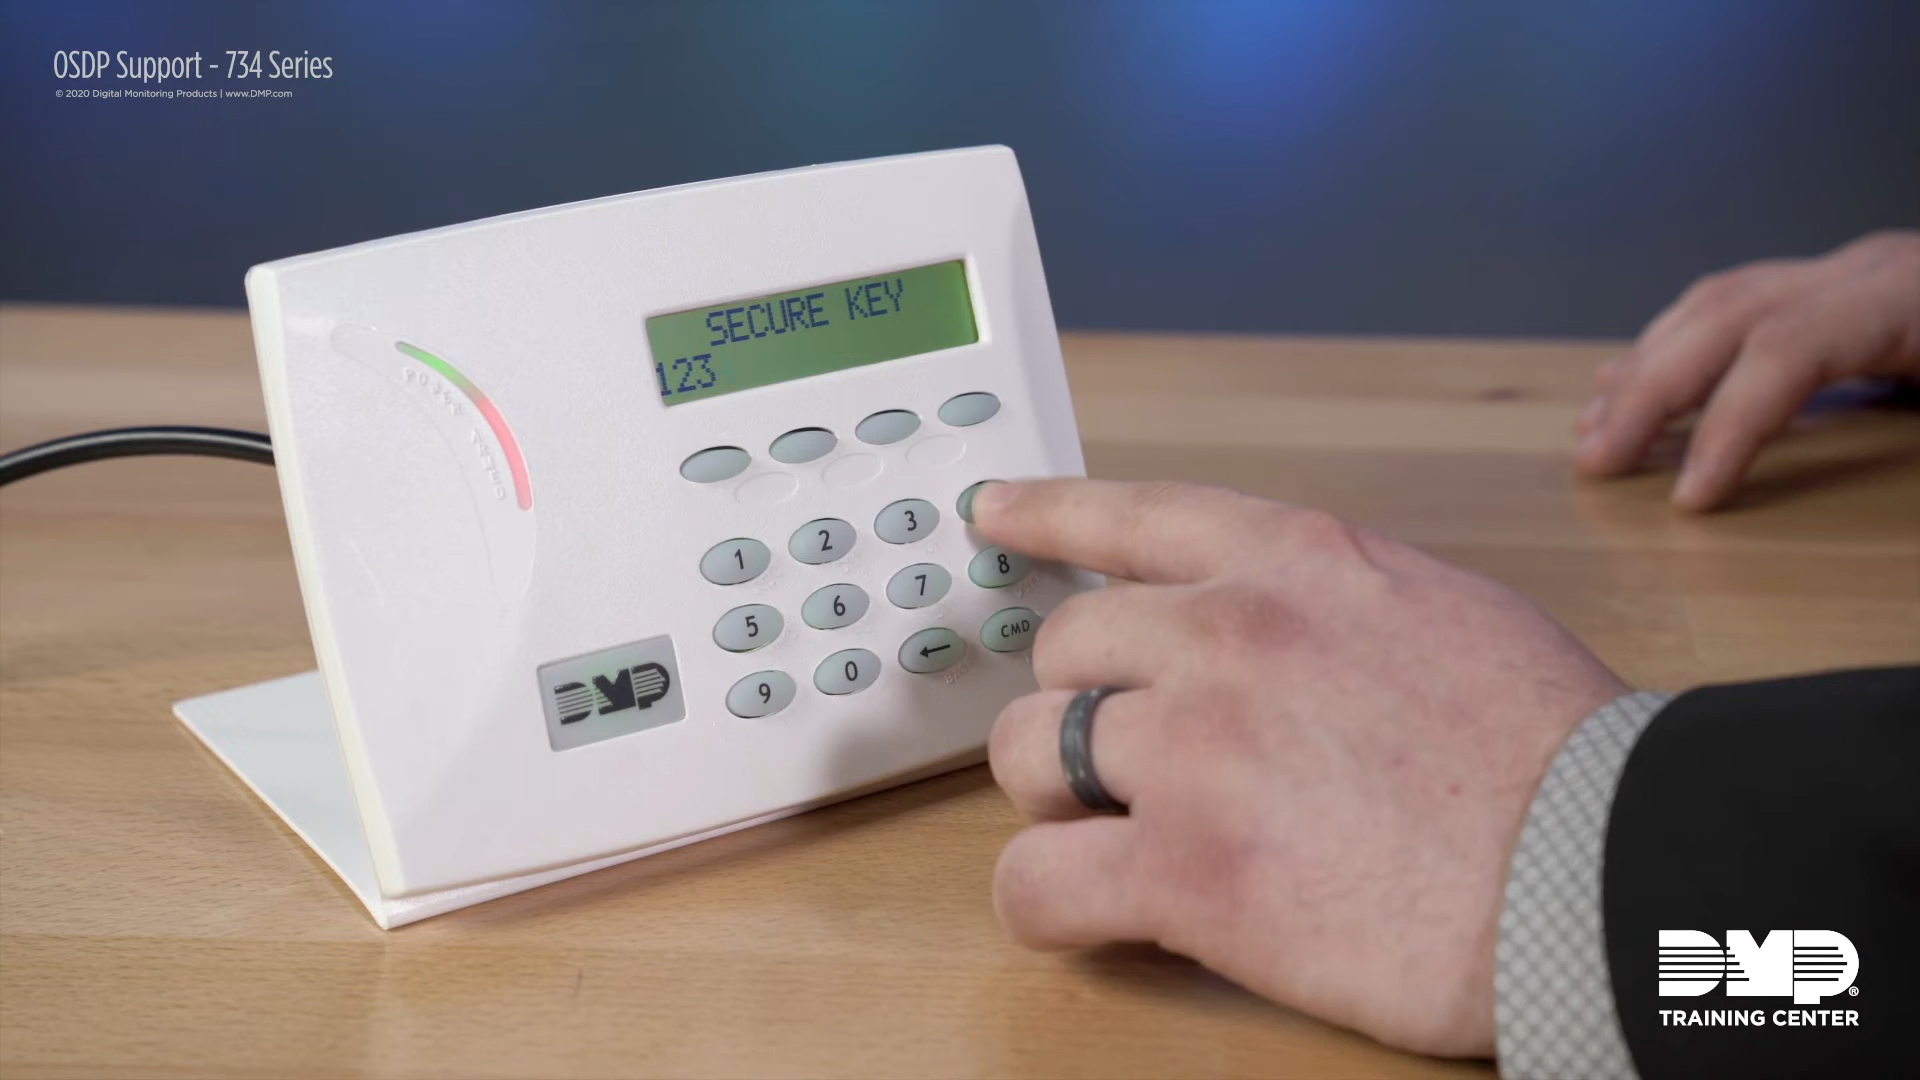 OSDP Support - 734 Series
© 2020 Digital Monitoring Products | www.DMP.com
SECURE KEY
123
1 2 3
5 6 7 8
9 0 ← CMD
DMP
DMP®
TRAINING CENTER